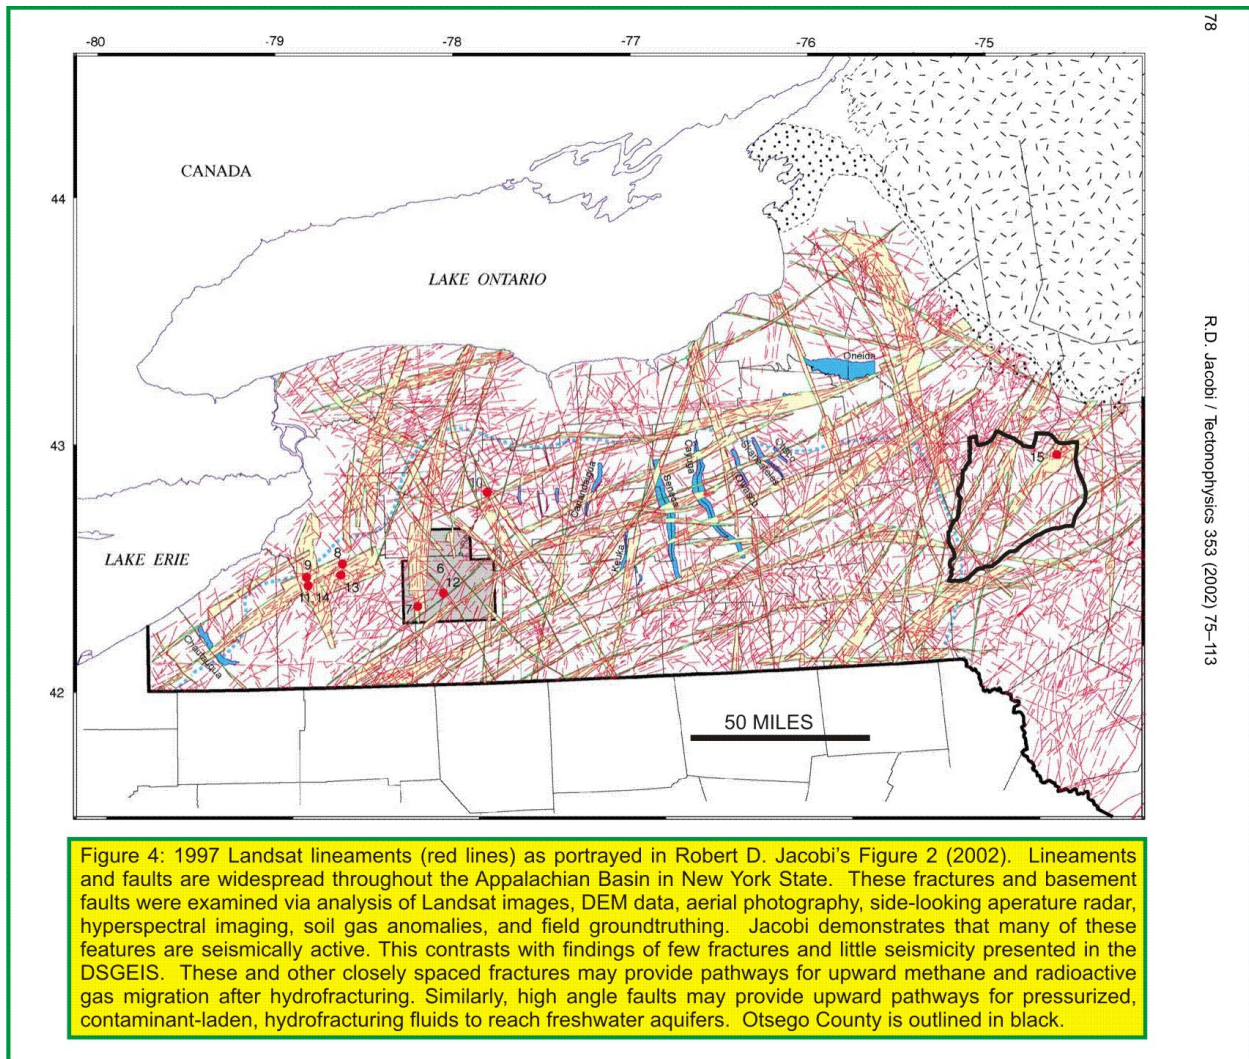 78
R.D. Jacobi / Tectonophysics 353 (2002) 75–113
-80 -79 -78 -77 -76 -75
44
43
42
CANADA
LAKE ONTARIO
LAKE ERIE
Oneida
Otisco
Skaneateles
Owasco
Cayuga
Seneca
Keuka
Canandaigua
Chautauqua
15
10
8
9
13
11,14
6
12
7
50 MILES
Figure 4: 1997 Landsat lineaments (red lines) as portrayed in Robert D. Jacobi's Figure 2 (2002). Lineaments
and faults are widespread throughout the Appalachian Basin in New York State. These fractures and basement
faults were examined via analysis of Landsat images, DEM data, aerial photography, side-looking aperature radar,
hyperspectral imaging, soil gas anomalies, and field groundtruthing. Jacobi demonstrates that many of these
features are seismically active. This contrasts with findings of few fractures and little seismicity presented in the
DSGEIS. These and other closely spaced fractures may provide pathways for upward methane and radioactive
gas migration after hydrofracturing. Similarly, high angle faults may provide upward pathways for pressurized,
contaminant-laden, hydrofracturing fluids to reach freshwater aquifers. Otsego County is outlined in black.